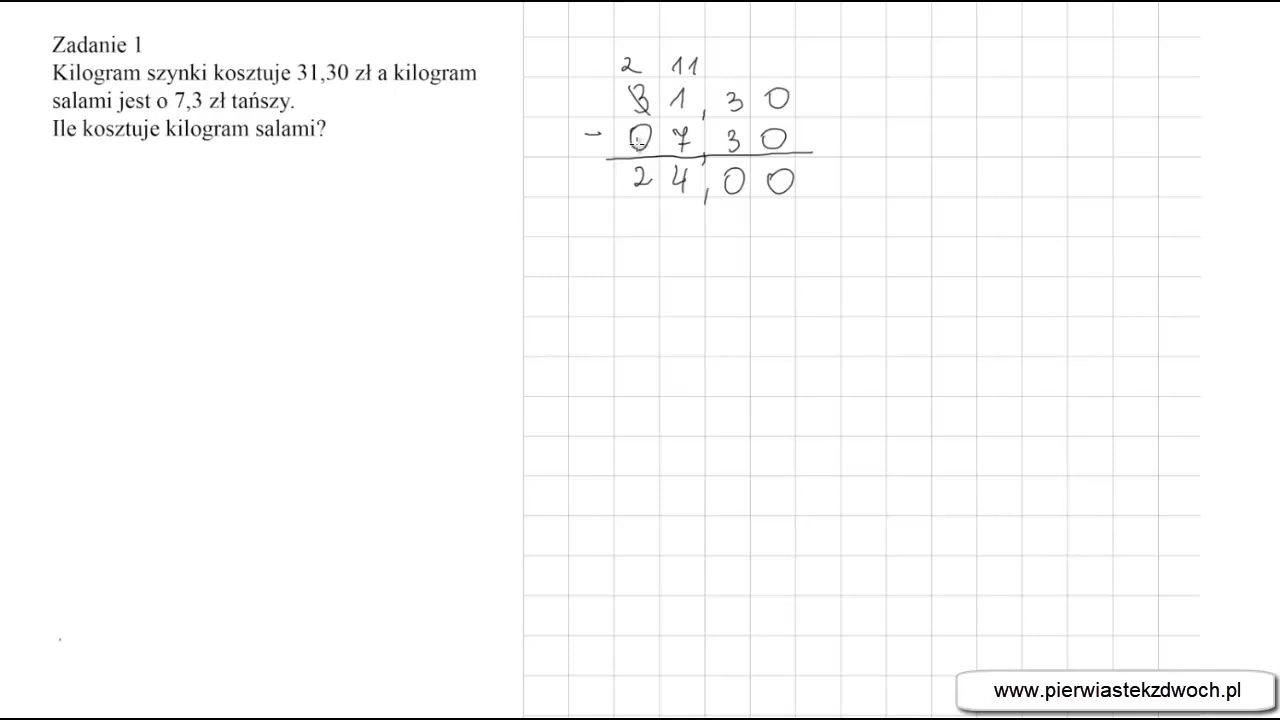 Zadanie 1
Kilogram szynki kosztuje 31,30 zł a kilogram
salami jest o 7,3 zł tańszy.
Ile kosztuje kilogram salami?
2 11
31,30
- 07,30
24,00
www.pierwiastekzdwoch.pl